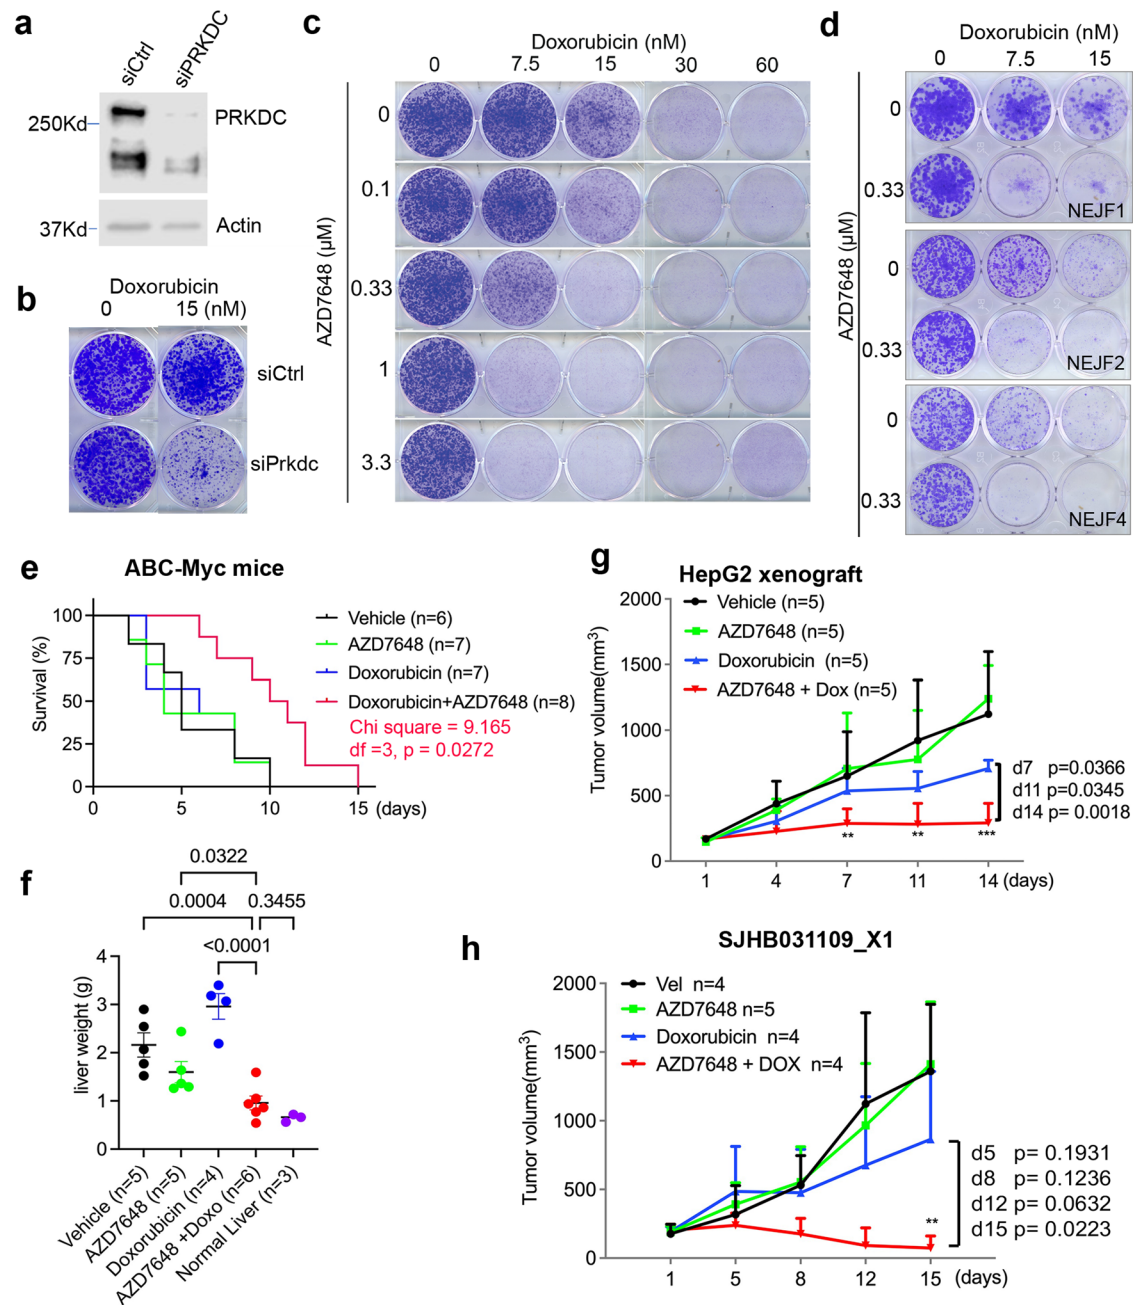 a
siCtrl
siPRKDC
250Kd
PRKDC
37Kd
Actin
b
Doxorubicin
0 15 (nM)
siCtrl
siPrkdc
c
Doxorubicin (nM)
0 7.5 15 30 60
AZD7648 (µM)
0
0.1
0.33
1
3.3
d
Doxorubicin (nM)
0 7.5 15
AZD7648 (µM)
0
0.33
NEJF1
0
0.33
NEJF2
0
0.33
NEJF4
e
ABC-Myc mice
Survival (%)
100
75
50
25
0
0 5 10 15 (days)
Vehicle (n=6)
AZD7648 (n=7)
Doxorubicin (n=7)
Doxorubicin+AZD7648 (n=8)
Chi square = 9.165
df =3, p = 0.0272
f
0.0322
0.0004 0.3455
<0.0001
liver weight (g)
4
3
2
1
0
Vehicle (n=5)
AZD7648 (n=5)
Doxorubicin (n=4)
AZD7648 +Doxo (n=6)
Normal Liver (n=3)
g
HepG2 xenograft
Tumor volume(mm3)
2000
1500
1000
500
0
1 4 7 11 14 (days)
Vehicle (n=5)
AZD7648 (n=5)
Doxorubicin (n=5)
AZD7648 + Dox (n=5)
** ** ***
d7 p=0.0366
d11 p=0.0345
d14 p= 0.0018
h
SJHB031109_X1
Tumor volume(mm3)
2000
1500
1000
500
0
1 5 8 12 15 (days)
Vel n=4
AZD7648 n=5
Doxorubicin n=4
AZD7648 + DOX n=4
**
d5 p= 0.1931
d8 p= 0.1236
d12 p= 0.0632
d15 p= 0.0223